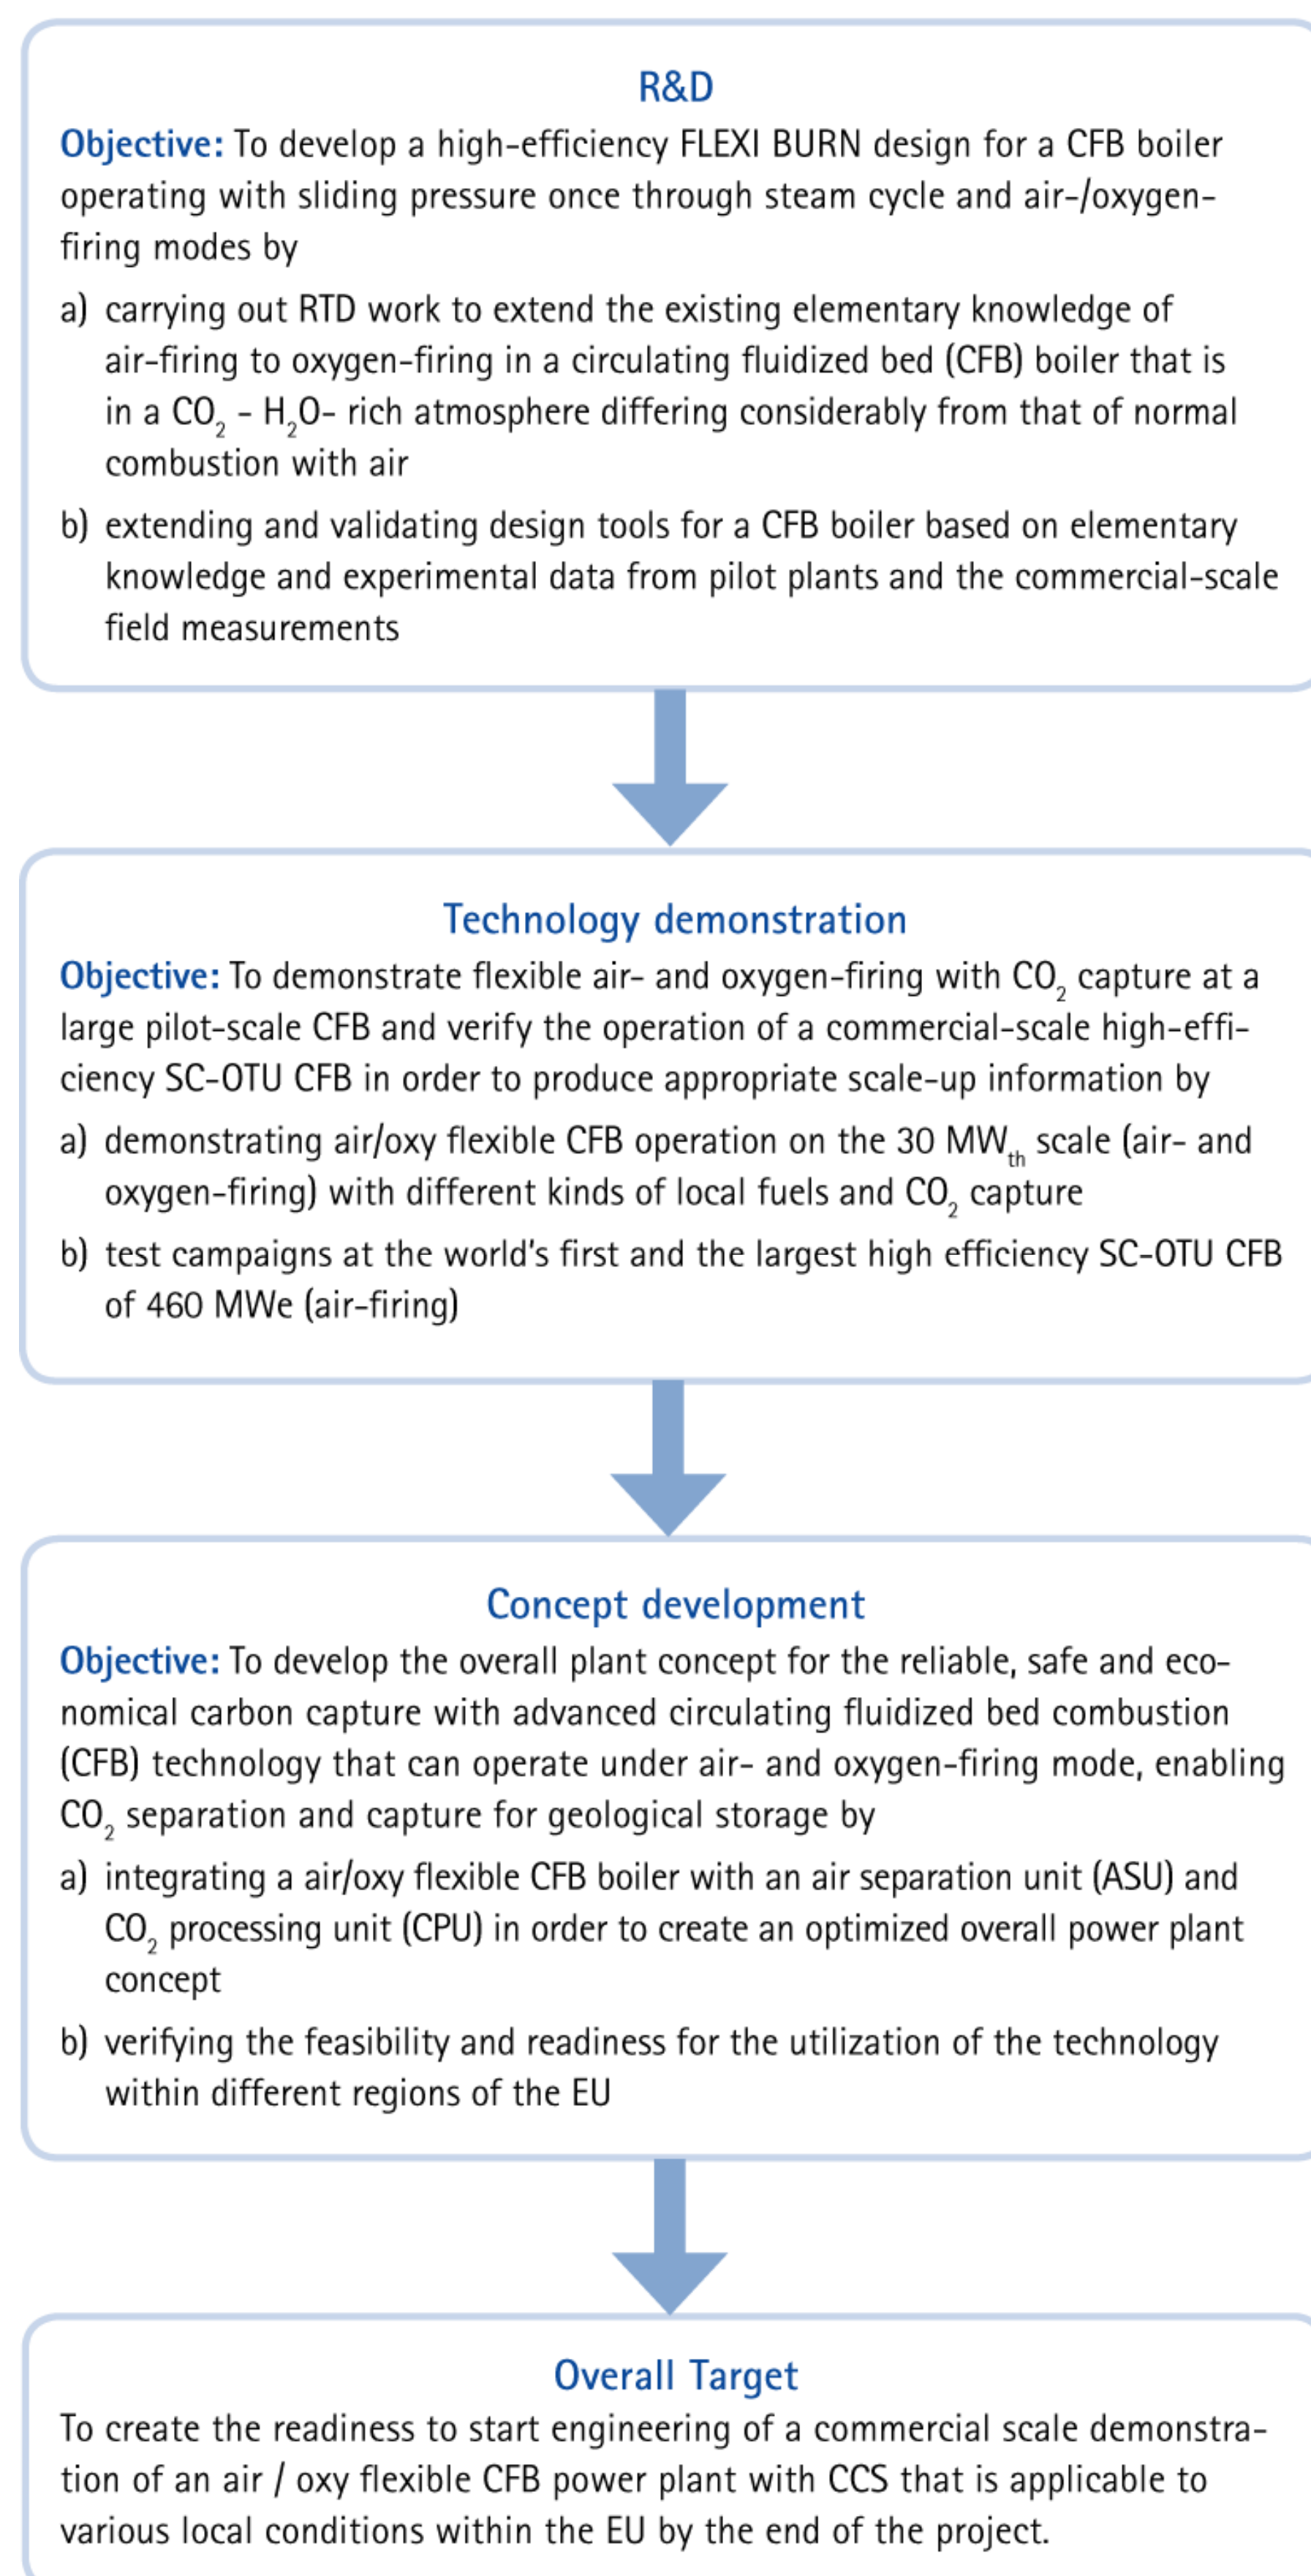 R&D
Objective: To develop a high-efficiency FLEXI BURN design for a CFB boiler
operating with sliding pressure once through steam cycle and air-/oxygen-
firing modes by
a) carrying out RTD work to extend the existing elementary knowledge of
air-firing to oxygen-firing in a circulating fluidized bed (CFB) boiler that is
in a CO₂ - H₂O- rich atmosphere differing considerably from that of normal
combustion with air
b) extending and validating design tools for a CFB boiler based on elementary
knowledge and experimental data from pilot plants and the commercial-scale
field measurements
Technology demonstration
Objective: To demonstrate flexible air- and oxygen-firing with CO₂ capture at a
large pilot-scale CFB and verify the operation of a commercial-scale high-effi-
ciency SC-OTU CFB in order to produce appropriate scale-up information by
a) demonstrating air/oxy flexible CFB operation on the 30 MWth scale (air- and
oxygen-firing) with different kinds of local fuels and CO₂ capture
b) test campaigns at the world's first and the largest high efficiency SC-OTU CFB
of 460 MWe (air-firing)
Concept development
Objective: To develop the overall plant concept for the reliable, safe and eco-
nomical carbon capture with advanced circulating fluidized bed combustion
(CFB) technology that can operate under air- and oxygen-firing mode, enabling
CO₂ separation and capture for geological storage by
a) integrating a air/oxy flexible CFB boiler with an air separation unit (ASU) and
CO₂ processing unit (CPU) in order to create an optimized overall power plant
concept
b) verifying the feasibility and readiness for the utilization of the technology
within different regions of the EU
Overall Target
To create the readiness to start engineering of a commercial scale demonstra-
tion of an air / oxy flexible CFB power plant with CCS that is applicable to
various local conditions within the EU by the end of the project.